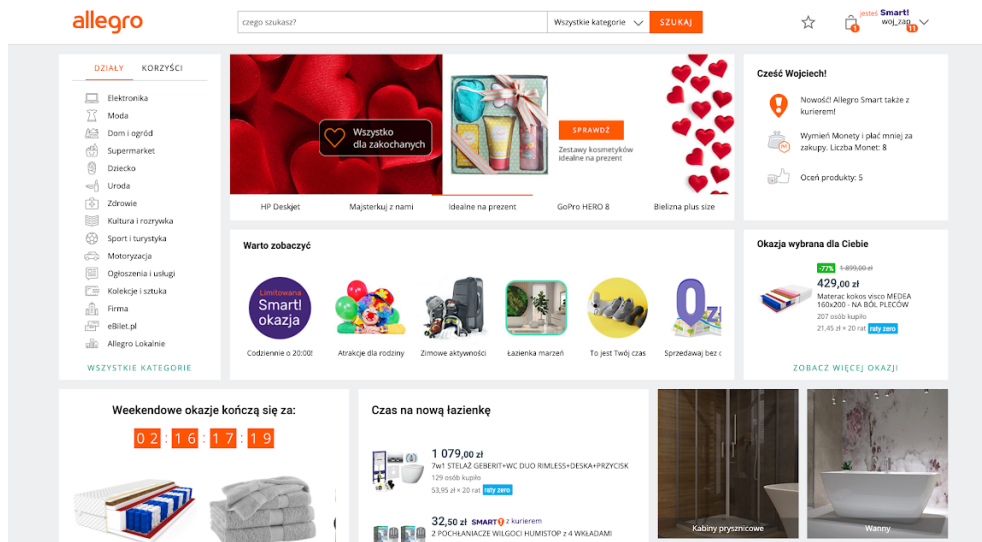 allegro
czego szukasz?
Wszystkie kategorie
SZUKAJ
1
jesteś Smart!
woj_zap
11
DZIAŁY KORZYŚCI
Elektronika
Moda
Dom i ogród
Supermarket
Dziecko
Uroda
Zdrowie
Kultura i rozrywka
Sport i turystyka
Motoryzacja
Ogłoszenia i usługi
Kolekcje i sztuka
Firma
eBilet.pl
Allegro Lokalnie
WSZYSTKIE KATEGORIE
Wszystko
dla zakochanych
SPRAWDŹ
Zestawy kosmetyków
idealne na prezent
HP Deskjet
Majsterkuj z nami
Idealne na prezent
GoPro HERO 8
Bielizna plus size
Cześć Wojciech!
Nowość! Allegro Smart także z
kurierem!
Wymień Monety i płać mniej za
zakupy. Liczba Monet: 8
Oceń produkty: 5
Warto zobaczyć
Limitowana
Smart!
okazja
Codziennie o 20:00!
Atrakcje dla rodziny
Zimowe aktywności
Łazienka marzeń
To jest Twój czas
Sprzedawaj bez c
Okazja wybrana dla Ciebie
-77% 1 899,00 zł
429,00 zł
Materac kokos visco MEDEA
160x200 - NA BÓL PLECÓW
207 osób kupiło
21,45 zł × 20 rat raty zero
ZOBACZ WIĘCEJ OKAZJI
Weekendowe okazje kończą się za:
02:16:17:19
Czas na nową łazienkę
1 079,00 zł
7w1 STELAŻ GEBERIT+WC DUO RIMLESS+DESKA+PRZYCISK
129 osób kupiło
53,95 zł × 20 rat raty zero
32,50 zł SMART! z kurierem
2 POCHŁANIACZE WILGOCI HUMISTOP z 4 WKŁADAMI
Kabiny prysznicowe
Wanny